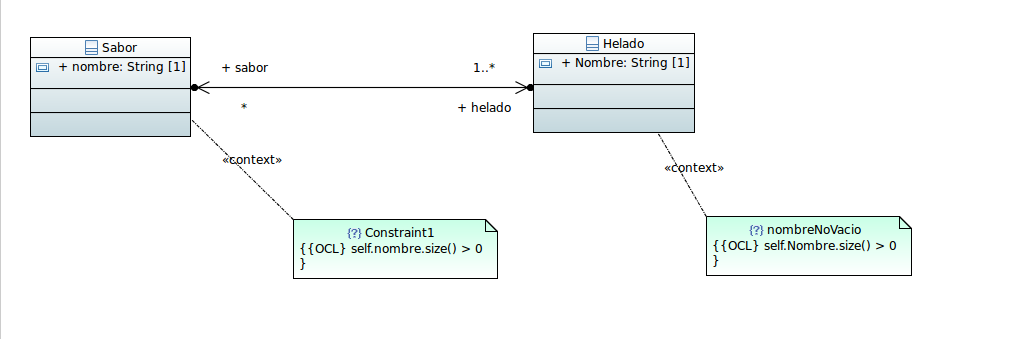 Sabor
+ nombre: String [1]
+ sabor
*
1..*
+ helado
Helado
+ Nombre: String [1]
«context»
«context»
{?} Constraint1
{{OCL} self.nombre.size() > 0
}
{?} nombreNoVacio
{{OCL} self.Nombre.size() > 0
}